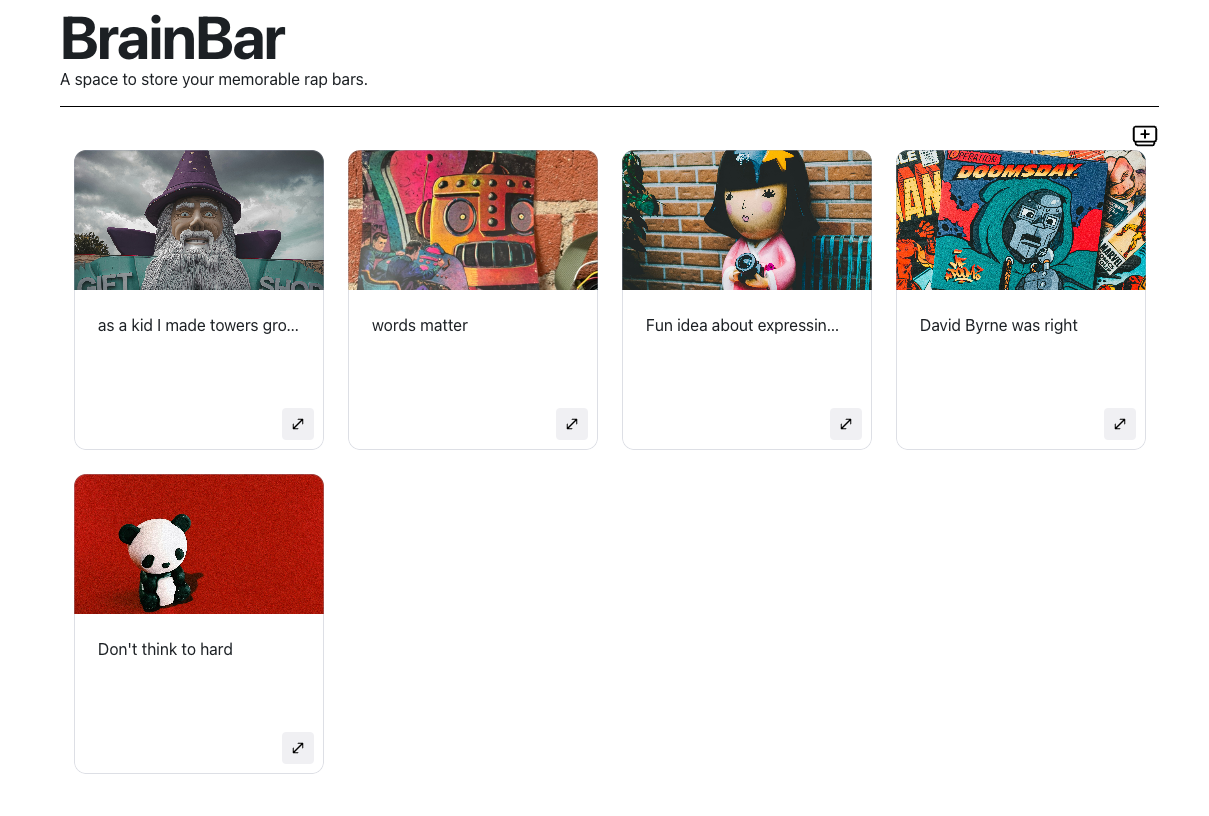 BrainBar
A space to store your memorable rap bars.
GIFT SHOP
OPERATION:
DOOMSDAY.
as a kid I made towers gro...
words matter
Fun idea about expressin...
David Byrne was right
Don't think to hard